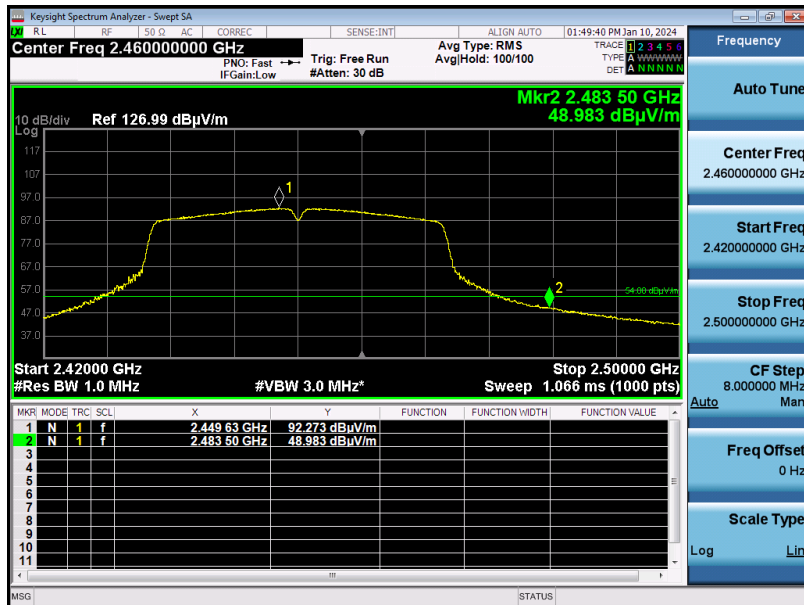 Keysight Spectrum Analyzer - Swept SA
LXI RL RF 50 Ω AC CORREC SENSE:INT ALIGN AUTO 01:49:40 PM Jan 10, 2024
Center Freq 2.460000000 GHz
PNO: Fast
IFGain:Low
Trig: Free Run
#Atten: 30 dB
Avg Type: RMS
Avg|Hold: 100/100
TRACE 1 2 3 4 5 6
TYPE A WWWWW
DET A N N N N N
Mkr2 2.483 50 GHz
48.983 dBµV/m
10 dB/div Ref 126.99 dBµV/m
Log
117
107
97.0
87.0
77.0
67.0
57.0
47.0
37.0
1
2
54.00 dBµV/m
Start 2.42000 GHz Stop 2.50000 GHz
#Res BW 1.0 MHz #VBW 3.0 MHz* Sweep 1.066 ms (1000 pts)
MKR MODE TRC SCL X Y FUNCTION FUNCTION WIDTH FUNCTION VALUE
1 N 1 f 2.449 63 GHz 92.273 dBµV/m
2 N 1 f 2.483 50 GHz 48.983 dBµV/m
3
4
5
6
7
8
9
10
11
MSG STATUS
Frequency
Auto Tune
Center Freq
2.460000000 GHz
Start Freq
2.420000000 GHz
Stop Freq
2.500000000 GHz
CF Step
8.000000 MHz
Auto Man
Freq Offset
0 Hz
Scale Type
Log Lin